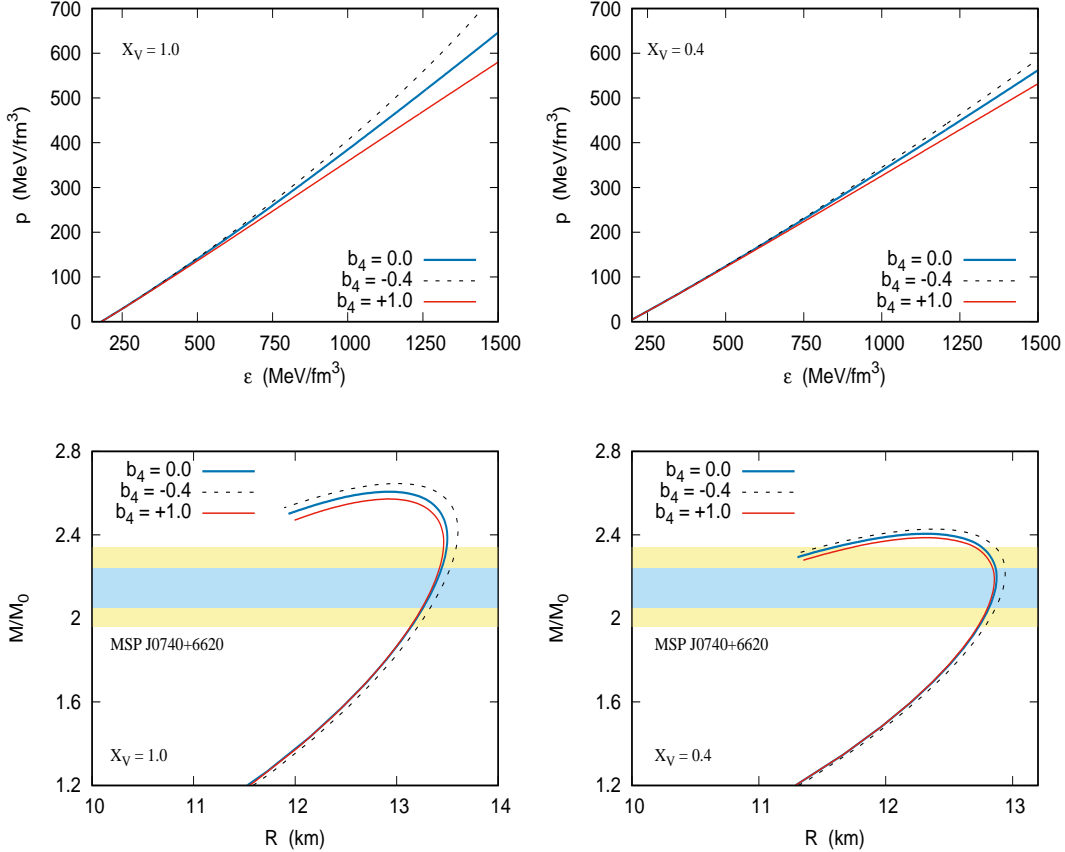 700
600
500
400
300
200
100
0
p (MeV/fm³)
X_V = 1.0
b₄ = 0.0
b₄ = -0.4
b₄ = +1.0
250 500 750 1000 1250 1500
ε (MeV/fm³)
700
600
500
400
300
200
100
0
p (MeV/fm³)
X_V = 0.4
b₄ = 0.0
b₄ = -0.4
b₄ = +1.0
250 500 750 1000 1250 1500
ε (MeV/fm³)
2.8
2.4
2
1.6
1.2
M/M₀
b₄ = 0.0
b₄ = -0.4
b₄ = +1.0
MSP J0740+6620
X_V = 1.0
10 11 12 13 14
R (km)
2.8
2.4
2
1.6
1.2
M/M₀
b₄ = 0.0
b₄ = -0.4
b₄ = +1.0
MSP J0740+6620
X_V = 0.4
10 11 12 13
R (km)